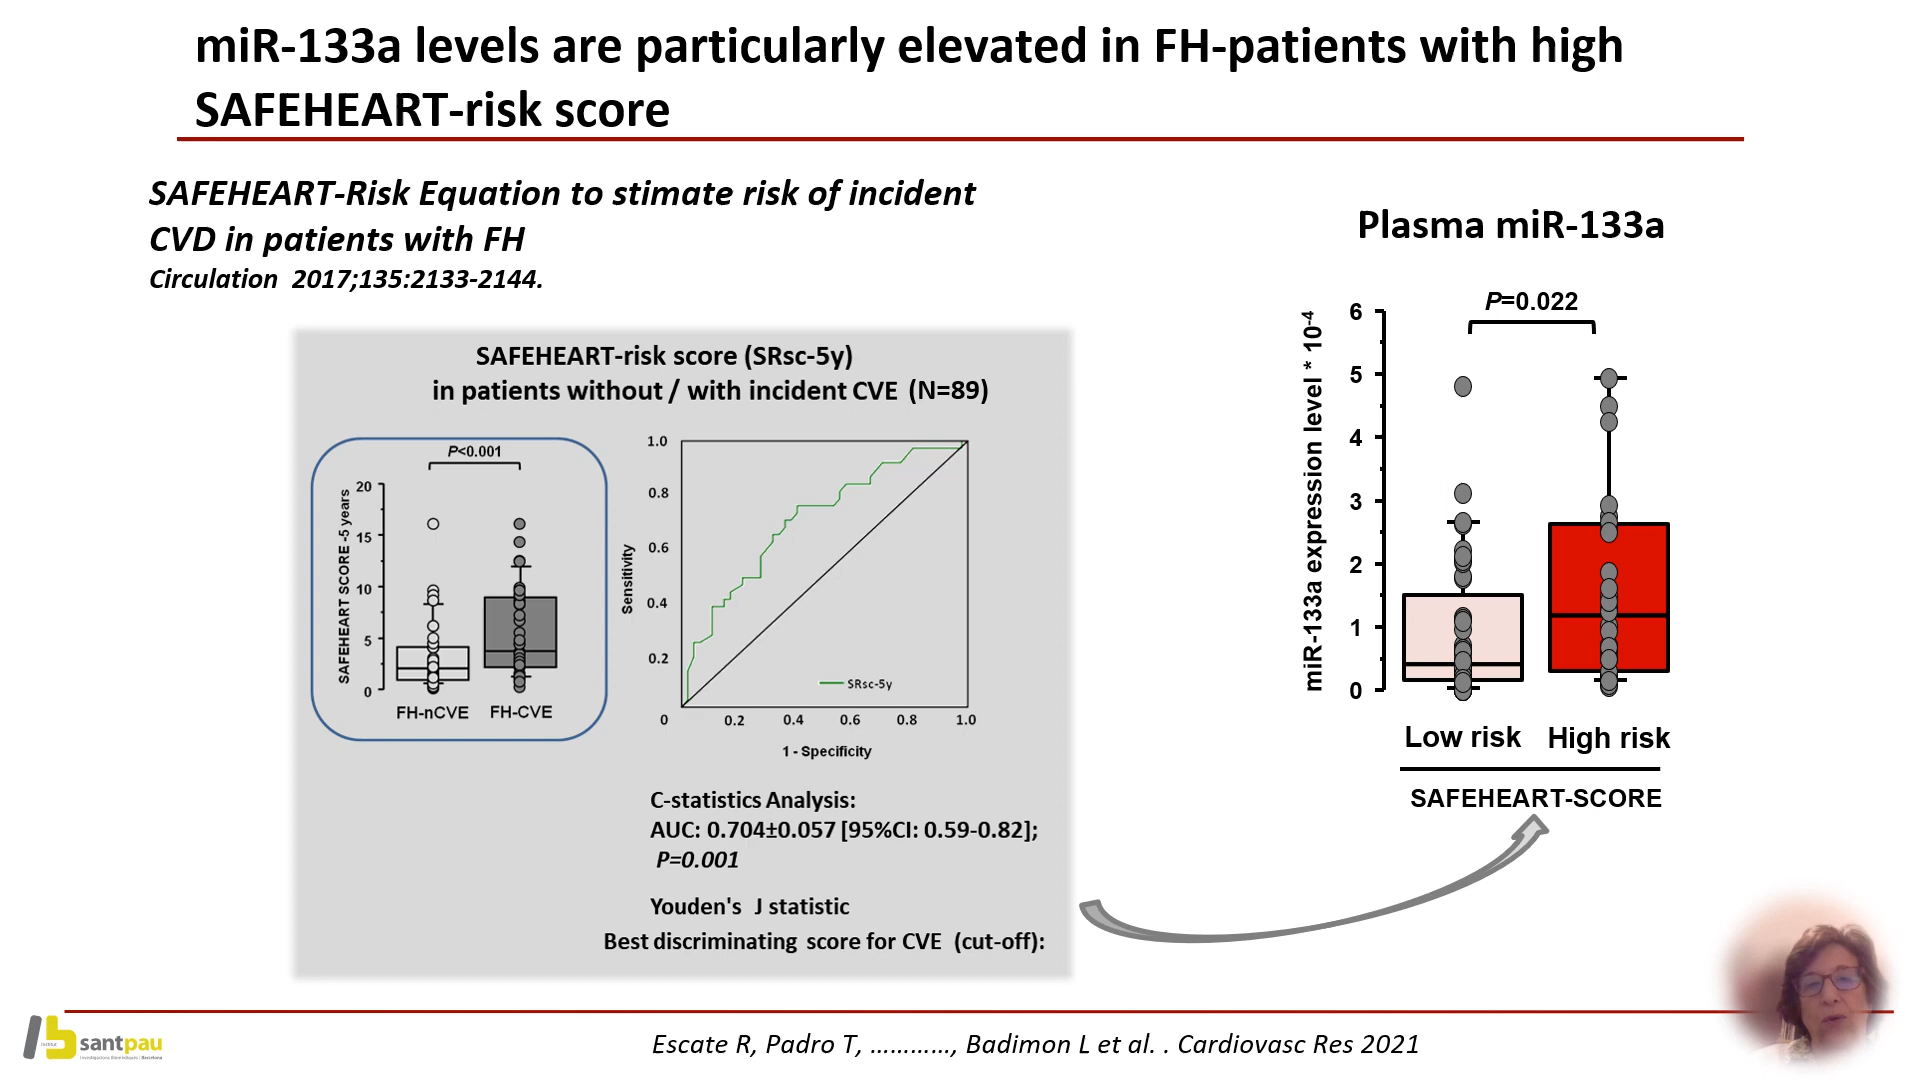 miR-133a levels are particularly elevated in FH-patients with high
SAFEHEART-risk score
SAFEHEART-Risk Equation to stimate risk of incident
CVD in patients with FH
Circulation 2017;135:2133-2144.
SAFEHEART-risk score (SRsc-5y)
in patients without / with incident CVE (N=89)
P<0.001
SAFEHEART SCORE -5 years
20
15
10
5
0
FH-nCVE FH-CVE
Sensitivity
1.0
0.8
0.6
0.4
0.2
SRsc-5y
0 0.2 0.4 0.6 0.8 1.0
1 - Specificity
C-statistics Analysis:
AUC: 0.704±0.057 [95%CI: 0.59-0.82];
P=0.001
Youden's J statistic
Best discriminating score for CVE (cut-off):
Plasma miR-133a
P=0.022
miR-133a expression level * 10-4
6
5
4
3
2
1
0
Low risk High risk
SAFEHEART-SCORE
santpau
Escate R, Padro T, …………, Badimon L et al. . Cardiovasc Res 2021